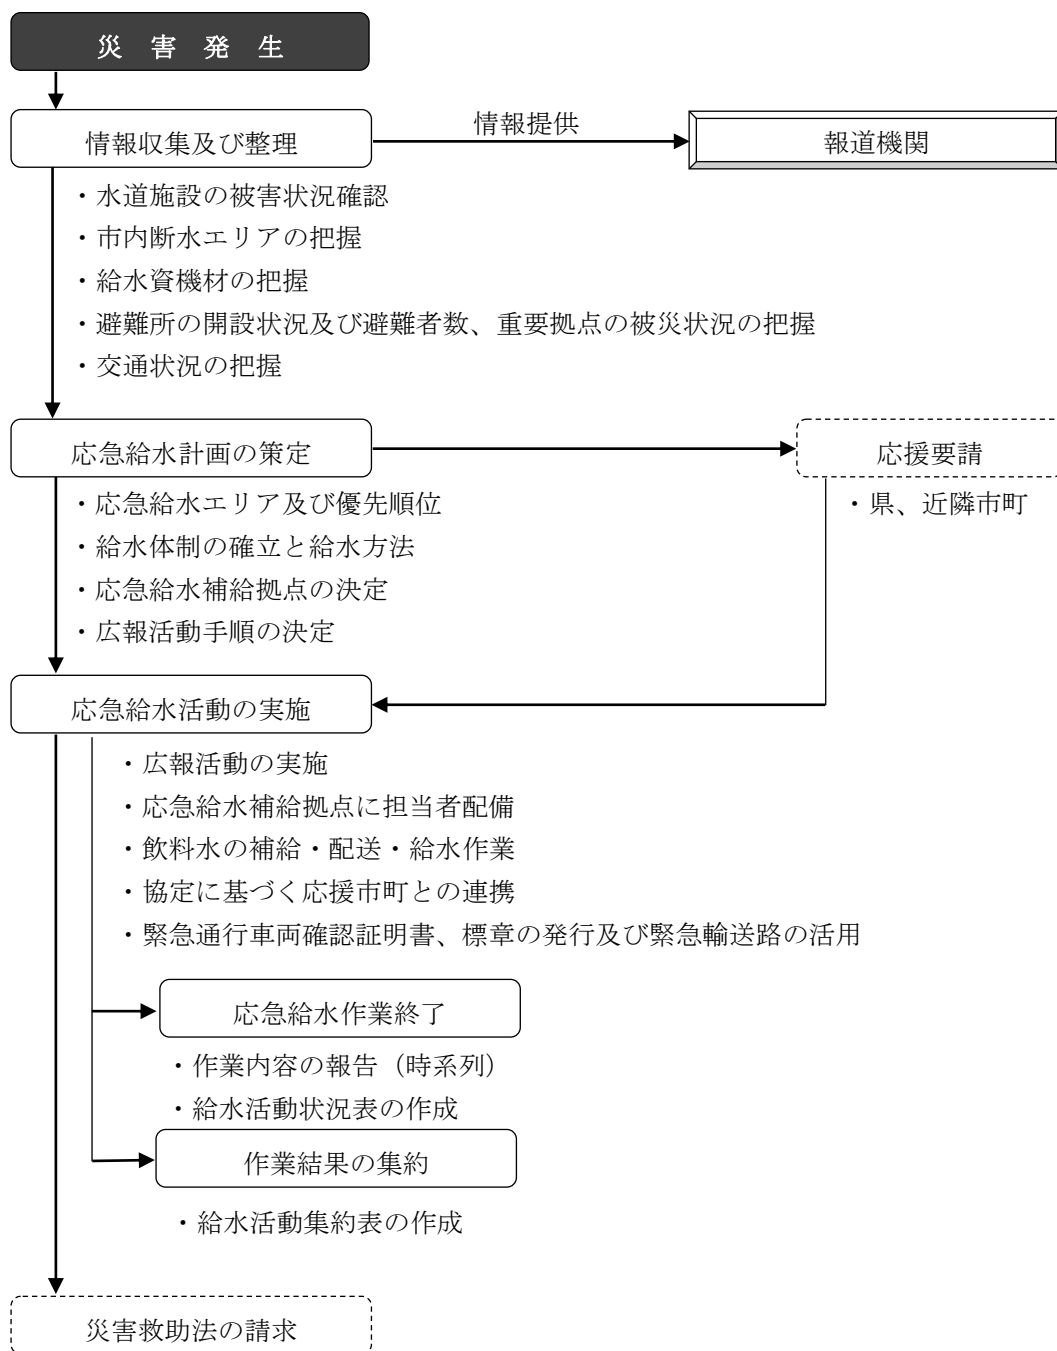 災　害　発　生
情報収集及び整理
情報提供
報道機関
・水道施設の被害状況確認
・市内断水エリアの把握
・給水資機材の把握
・避難所の開設状況及び避難者数、重要拠点の被災状況の把握
・交通状況の把握
応急給水計画の策定
応援要請
・応急給水エリア及び優先順位
・県、近隣市町
・給水体制の確立と給水方法
・応急給水補給拠点の決定
・広報活動手順の決定
応急給水活動の実施
・広報活動の実施
・応急給水補給拠点に担当者配備
・飲料水の補給・配送・給水作業
・協定に基づく応援市町との連携
・緊急通行車両確認証明書、標章の発行及び緊急輸送路の活用
応急給水作業終了
・作業内容の報告（時系列）
・給水活動状況表の作成
作業結果の集約
・給水活動集約表の作成
災害救助法の請求